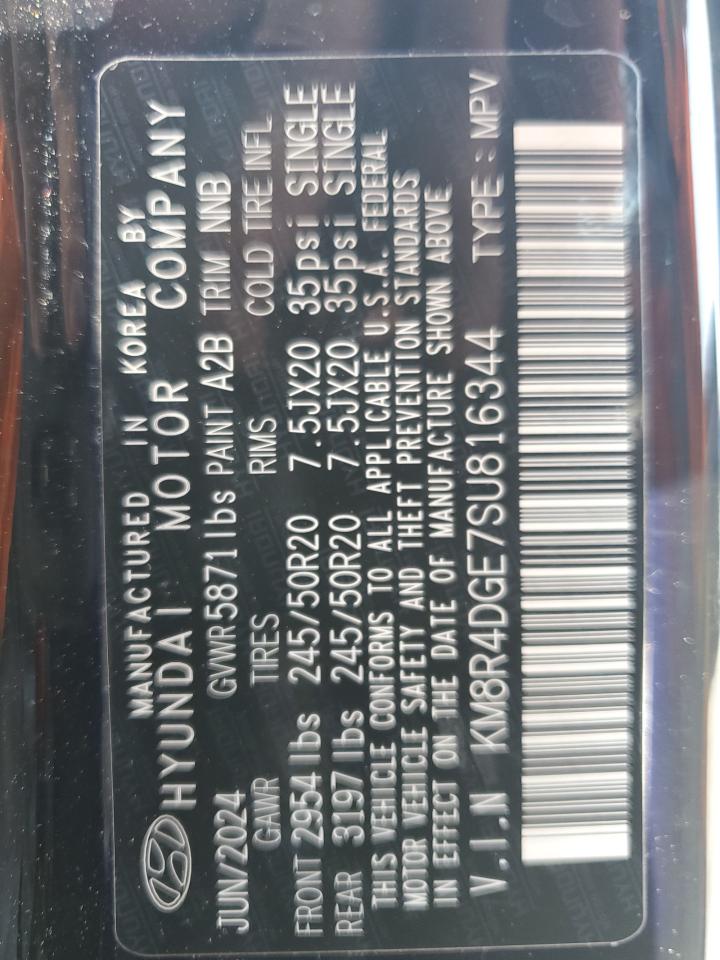 MANUFACTURED IN KOREA BY
HYUNDAI MOTOR COMPANY
JUN/2024 GVWR5871lbs PAINT A2B TRIM NNB
GAWR TIRES RIMS COLD TIRE INFL
FRONT 2954 lbs 245/50R20 7.5JX20 35psi SINGLE
REAR 3197 lbs 245/50R20 7.5JX20 35psi SINGLE
THIS VEHICLE CONFORMS TO ALL APPLICABLE U.S.A. FEDERAL
MOTOR VEHICLE SAFETY AND THEFT PREVENTION STANDARDS
IN EFFECT ON THE DATE OF MANUFACTURE SHOWN ABOVE
V.I.N KM8R4DGE7SU816344 TYPE : MPV